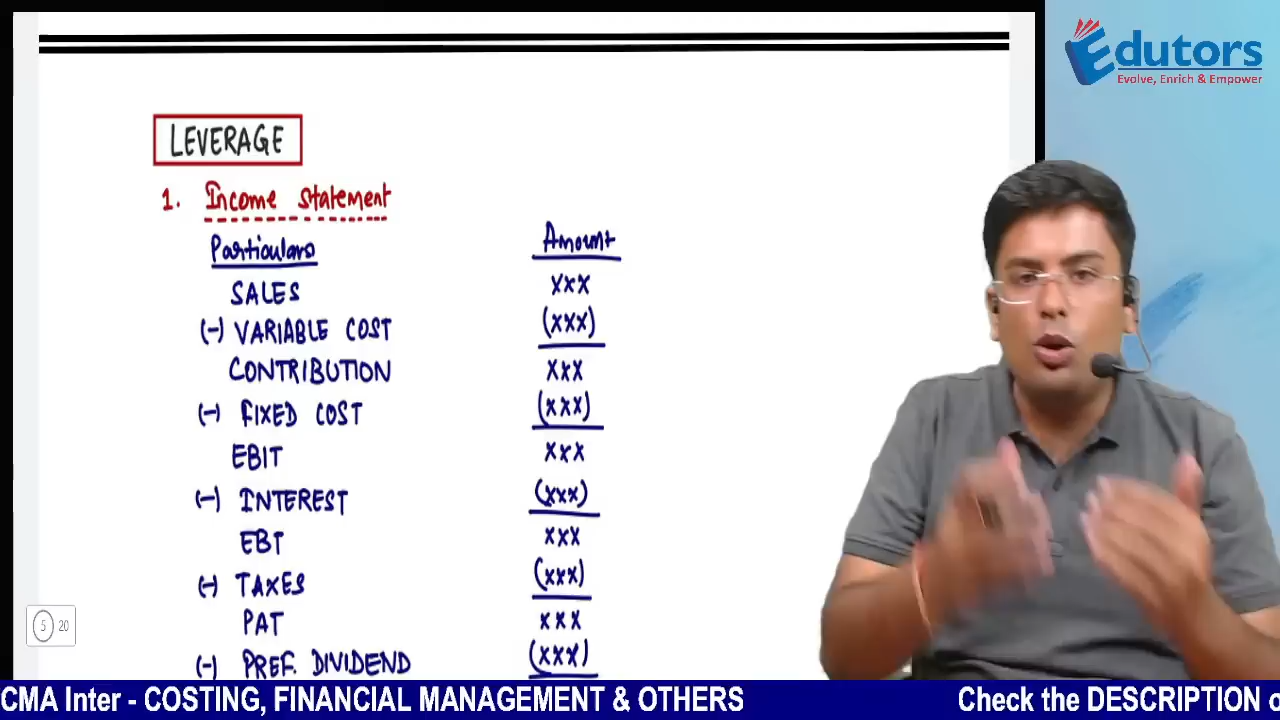 Edutors
Evolve, Enrich & Empower
LEVERAGE
1. Income Statement
Particulars Amount
SALES xxx
(-) VARIABLE COST (xxx)
CONTRIBUTION xxx
(-) FIXED COST (xxx)
EBIT xxx
(-) INTEREST (xxx)
EBT xxx
(-) TAXES (xxx)
PAT xxx
(-) PREF. DIVIDEND (xxx)
5 20
CMA Inter - COSTING, FINANCIAL MANAGEMENT & OTHERS Check the DESCRIPTION o